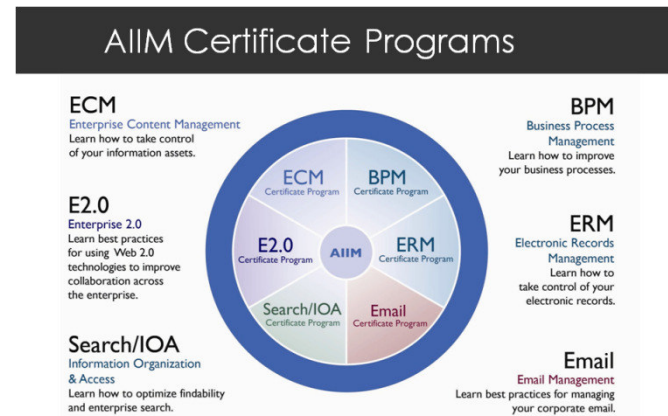 AIIM Certificate Programs
ECM
Enterprise Content Management
Learn how to take control
of your information assets.
E2.0
Enterprise 2.0
Learn best practices
for using Web 2.0
technologies to improve
collaboration across
the enterprise.
Search/IOA
Information Organization
& Access
Learn how to optimize findability
and enterprise search.
ECM
Certificate Program
BPM
Certificate Program
E2.0
Certificate Program
AIIM
ERM
Certificate Program
Search/IOA
Certificate Program
Email
Certificate Program
BPM
Business Process
Management
Learn how to improve
your business processes.
ERM
Electronic Records
Management
Learn how to
take control of your
electronic records.
Email
Email Management
Learn best practices for managing
your corporate email.